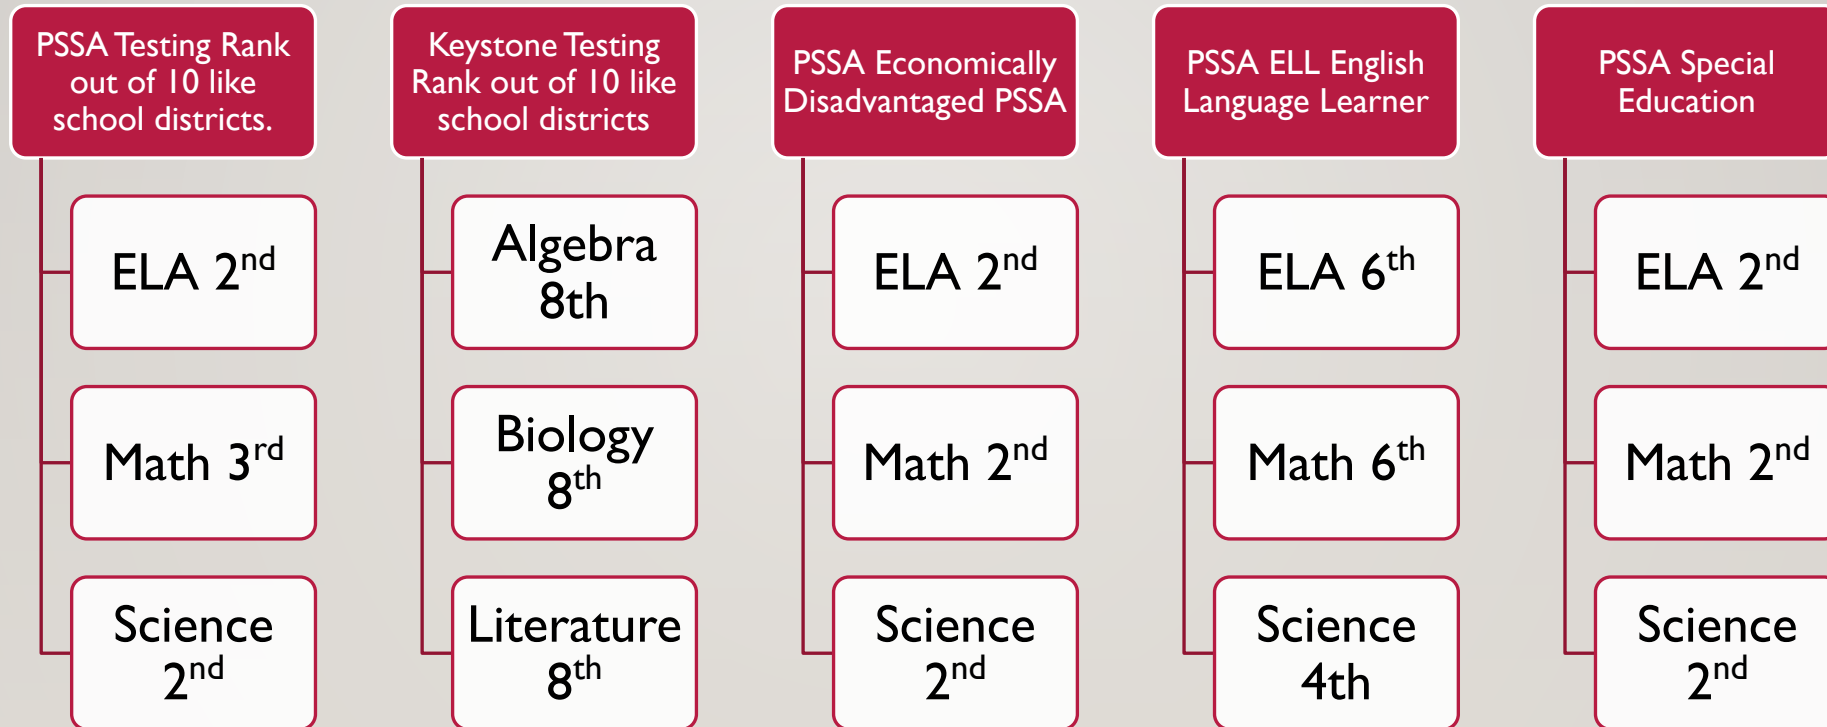 PSSA Testing Rank
out of 10 like
school districts.
ELA 2nd
Math 3rd
Science
2nd
Keystone Testing
Rank out of 10 like
school districts
Algebra
8th
Biology
8th
Literature
8th
PSSA Economically
Disadvantaged PSSA
ELA 2nd
Math 2nd
Science
2nd
PSSA ELL English
Language Learner
ELA 6th
Math 6th
Science
4th
PSSA Special
Education
ELA 2nd
Math 2nd
Science
2nd